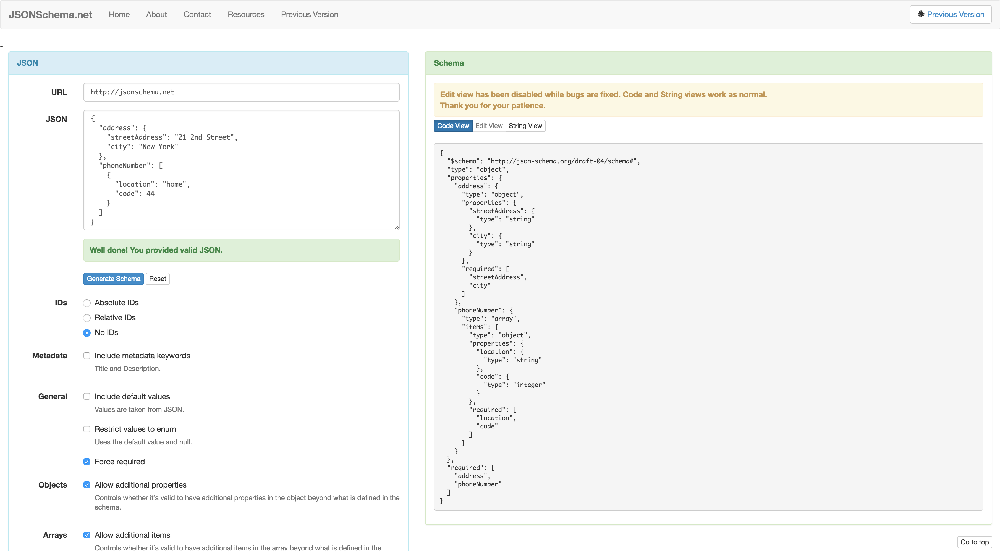 JSONSchema.net Home About Contact Resources Previous Version ✱ Previous Version
-
JSON
URL http://jsonschema.net
JSON {
"address": {
"streetAddress": "21 2nd Street",
"city": "New York"
},
"phoneNumber": [
{
"location": "home",
"code": 44
}
]
}
Well done! You provided valid JSON.
Generate Schema Reset
IDs Absolute IDs
Relative IDs
No IDs
Metadata Include metadata keywords
Title and Description.
General Include default values
Values are taken from JSON.
Restrict values to enum
Uses the default value and null.
Force required
Objects Allow additional properties
Controls whether it's valid to have additional properties in the object beyond what is defined in the
schema.
Arrays Allow additional items
Controls whether it's valid to have additional items in the array beyond what is defined in the
Schema
Edit view has been disabled while bugs are fixed. Code and String views work as normal.
Thank you for your patience.
Code View Edit View String View
{
"$schema": "http://json-schema.org/draft-04/schema#",
"type": "object",
"properties": {
"address": {
"type": "object",
"properties": {
"streetAddress": {
"type": "string"
},
"city": {
"type": "string"
}
},
"required": [
"streetAddress",
"city"
]
},
"phoneNumber": {
"type": "array",
"items": {
"type": "object",
"properties": {
"location": {
"type": "string"
},
"code": {
"type": "integer"
}
},
"required": [
"location",
"code"
]
}
}
},
"required": [
"address",
"phoneNumber"
]
}
Go to top